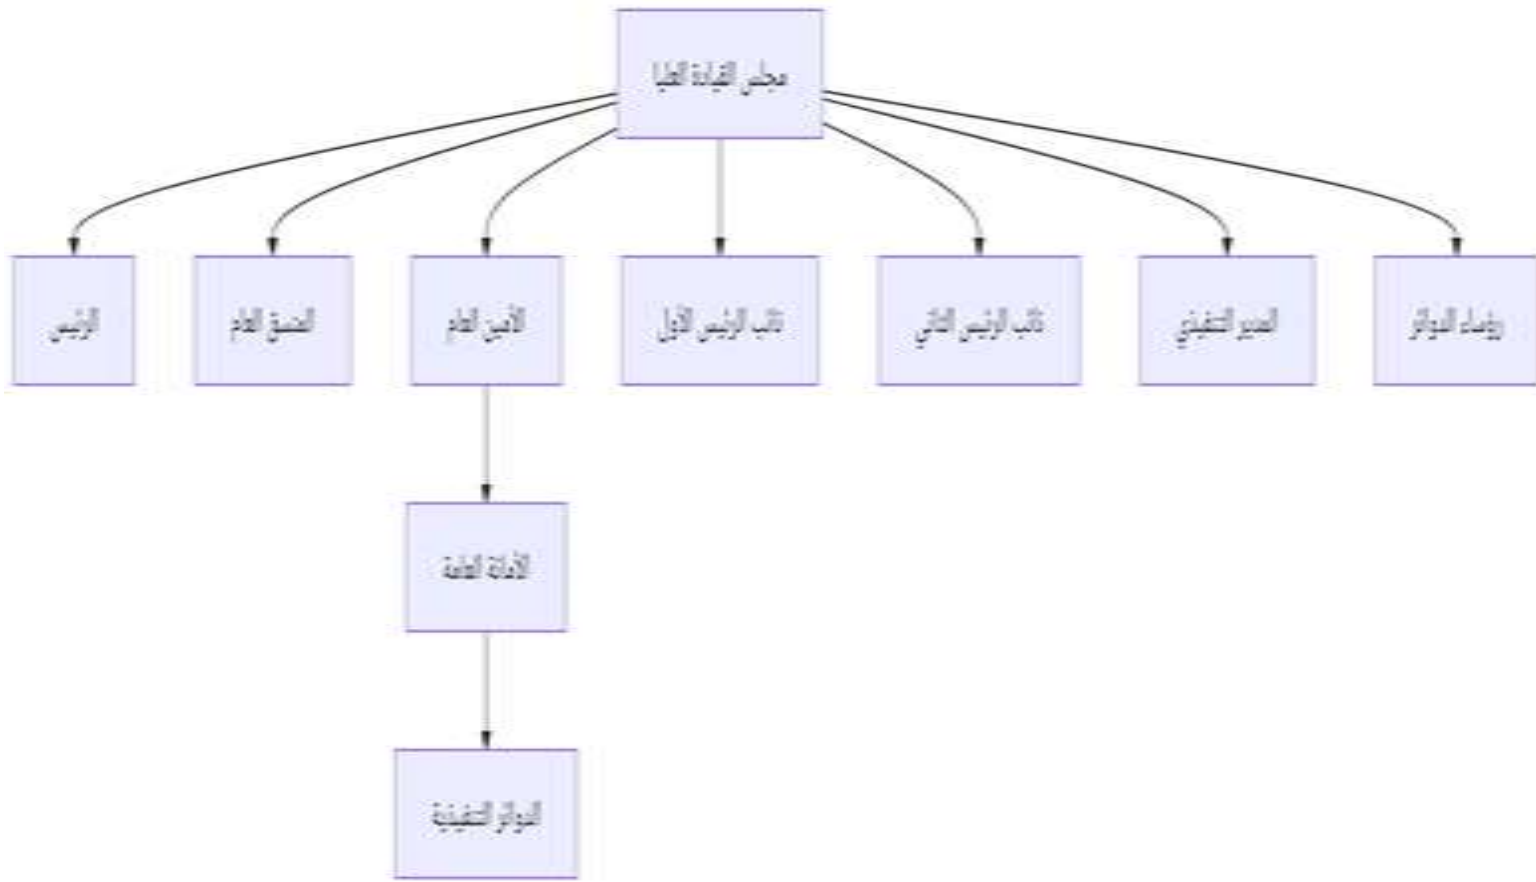 مجلس القيادة العليا
الرئيس
المنسق العام
الأمين العام
نائب الرئيس الأول
نائب الرئيس الثاني
المدير التنفيذي
رؤساء الدوائر
الأمانة العامة
الدوائر التنفيذية